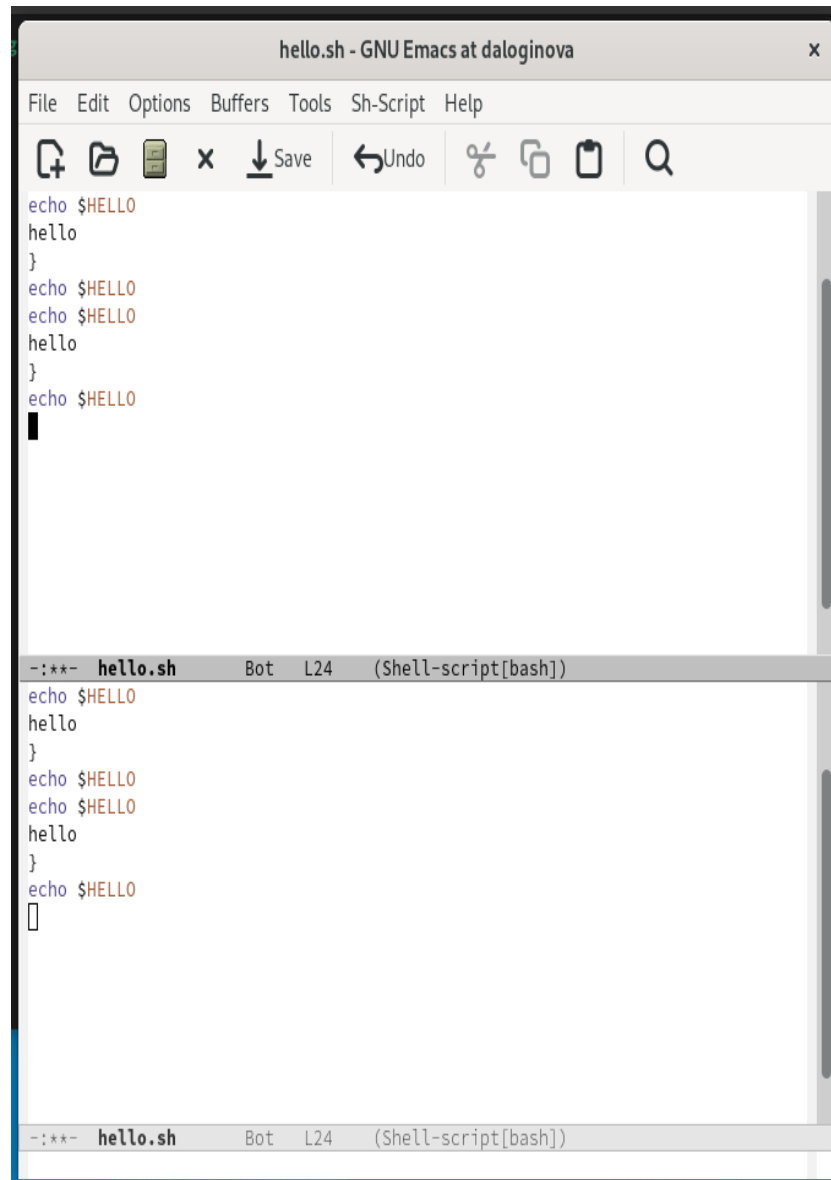 hello.sh - GNU Emacs at daloginova x
File Edit Options Buffers Tools Sh-Script Help
Save Undo
echo $HELLO
hello
}
echo $HELLO
echo $HELLO
hello
}
echo $HELLO
-:**- hello.sh Bot L24 (Shell-script[bash])
echo $HELLO
hello
}
echo $HELLO
echo $HELLO
hello
}
echo $HELLO
-:**- hello.sh Bot L24 (Shell-script[bash])